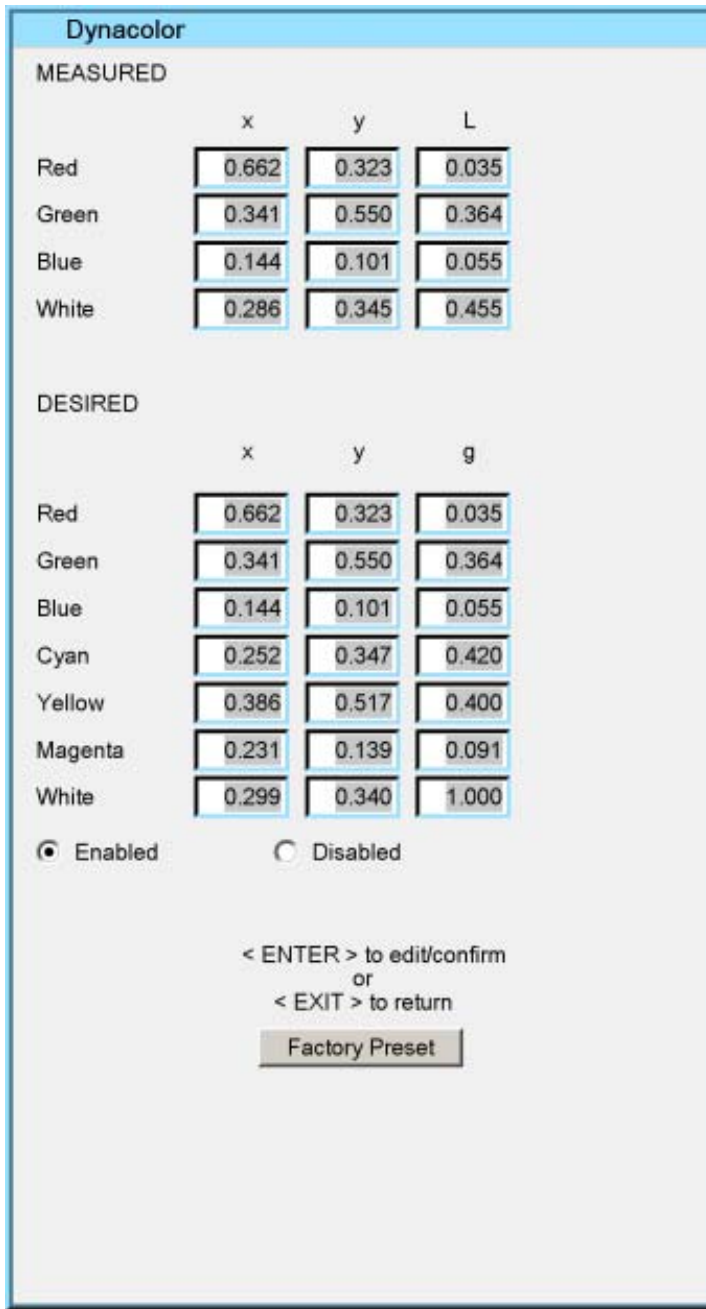 Dynacolor
MEASURED
x y L
Red 0.662 0.323 0.035
Green 0.341 0.550 0.364
Blue 0.144 0.101 0.055
White 0.286 0.345 0.455
DESIRED
x y g
Red 0.662 0.323 0.035
Green 0.341 0.550 0.364
Blue 0.144 0.101 0.055
Cyan 0.252 0.347 0.420
Yellow 0.386 0.517 0.400
Magenta 0.231 0.139 0.091
White 0.299 0.340 1.000
Enabled Disabled
< ENTER > to edit/confirm
or
< EXIT > to return
Factory Preset